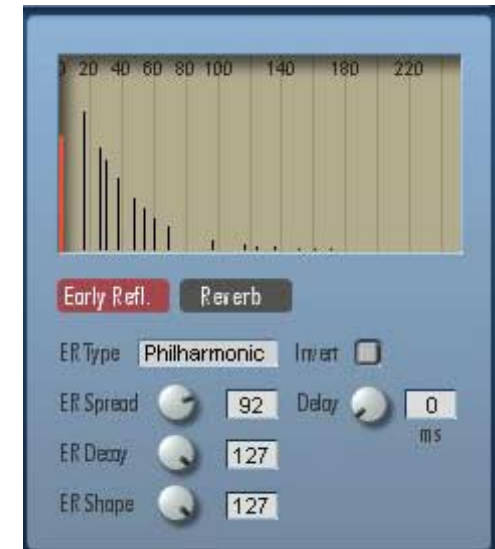 0 20 40 60 80 100 140 180 220
Early Refl. Reverb
ER Type Philharmonic Invert
ER Spread 92 Delay 0
ms
ER Decay 127
ER Shape 127